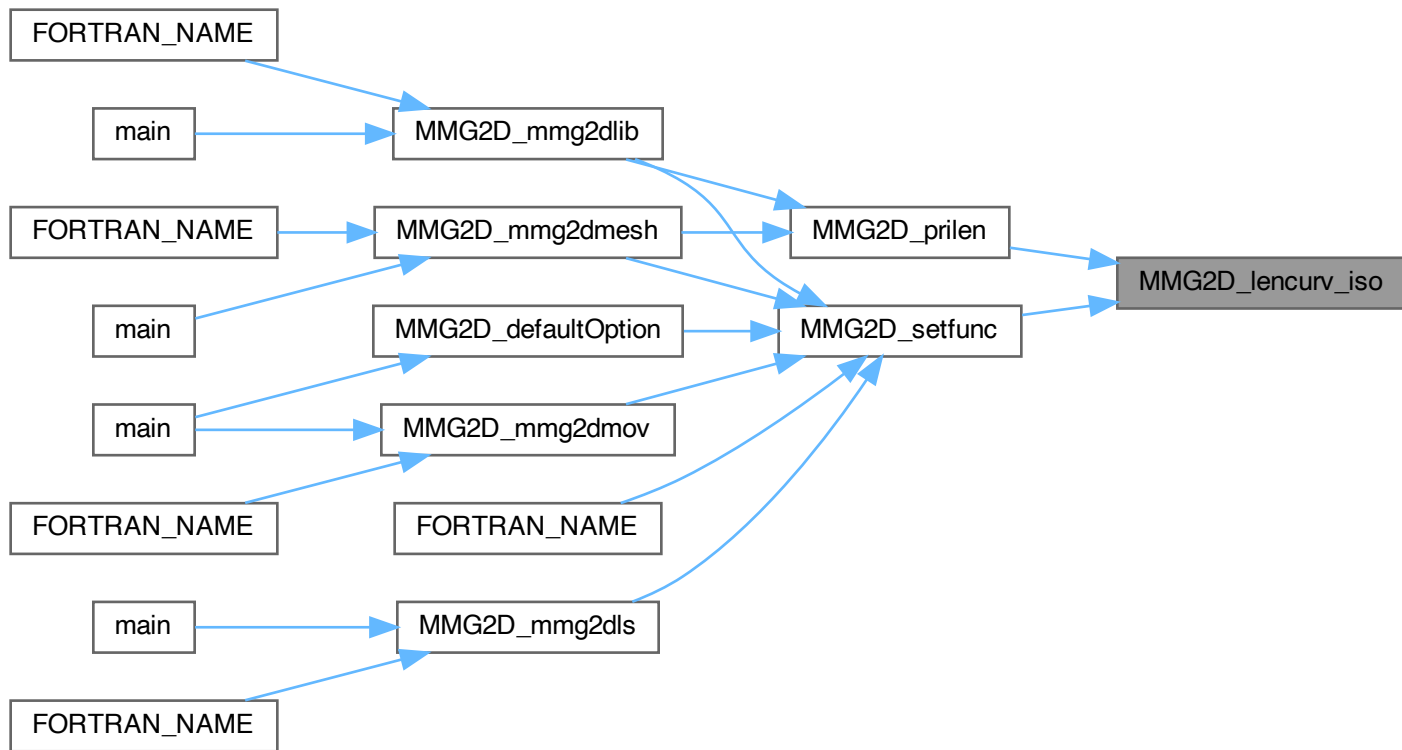 FORTRAN_NAME
main
MMG2D_mmg2dlib
FORTRAN_NAME
MMG2D_mmg2dmesh
MMG2D_prilen
MMG2D_lencurv_iso
main
MMG2D_defaultOption
MMG2D_setfunc
main
MMG2D_mmg2dmov
FORTRAN_NAME
FORTRAN_NAME
main
MMG2D_mmg2dls
FORTRAN_NAME